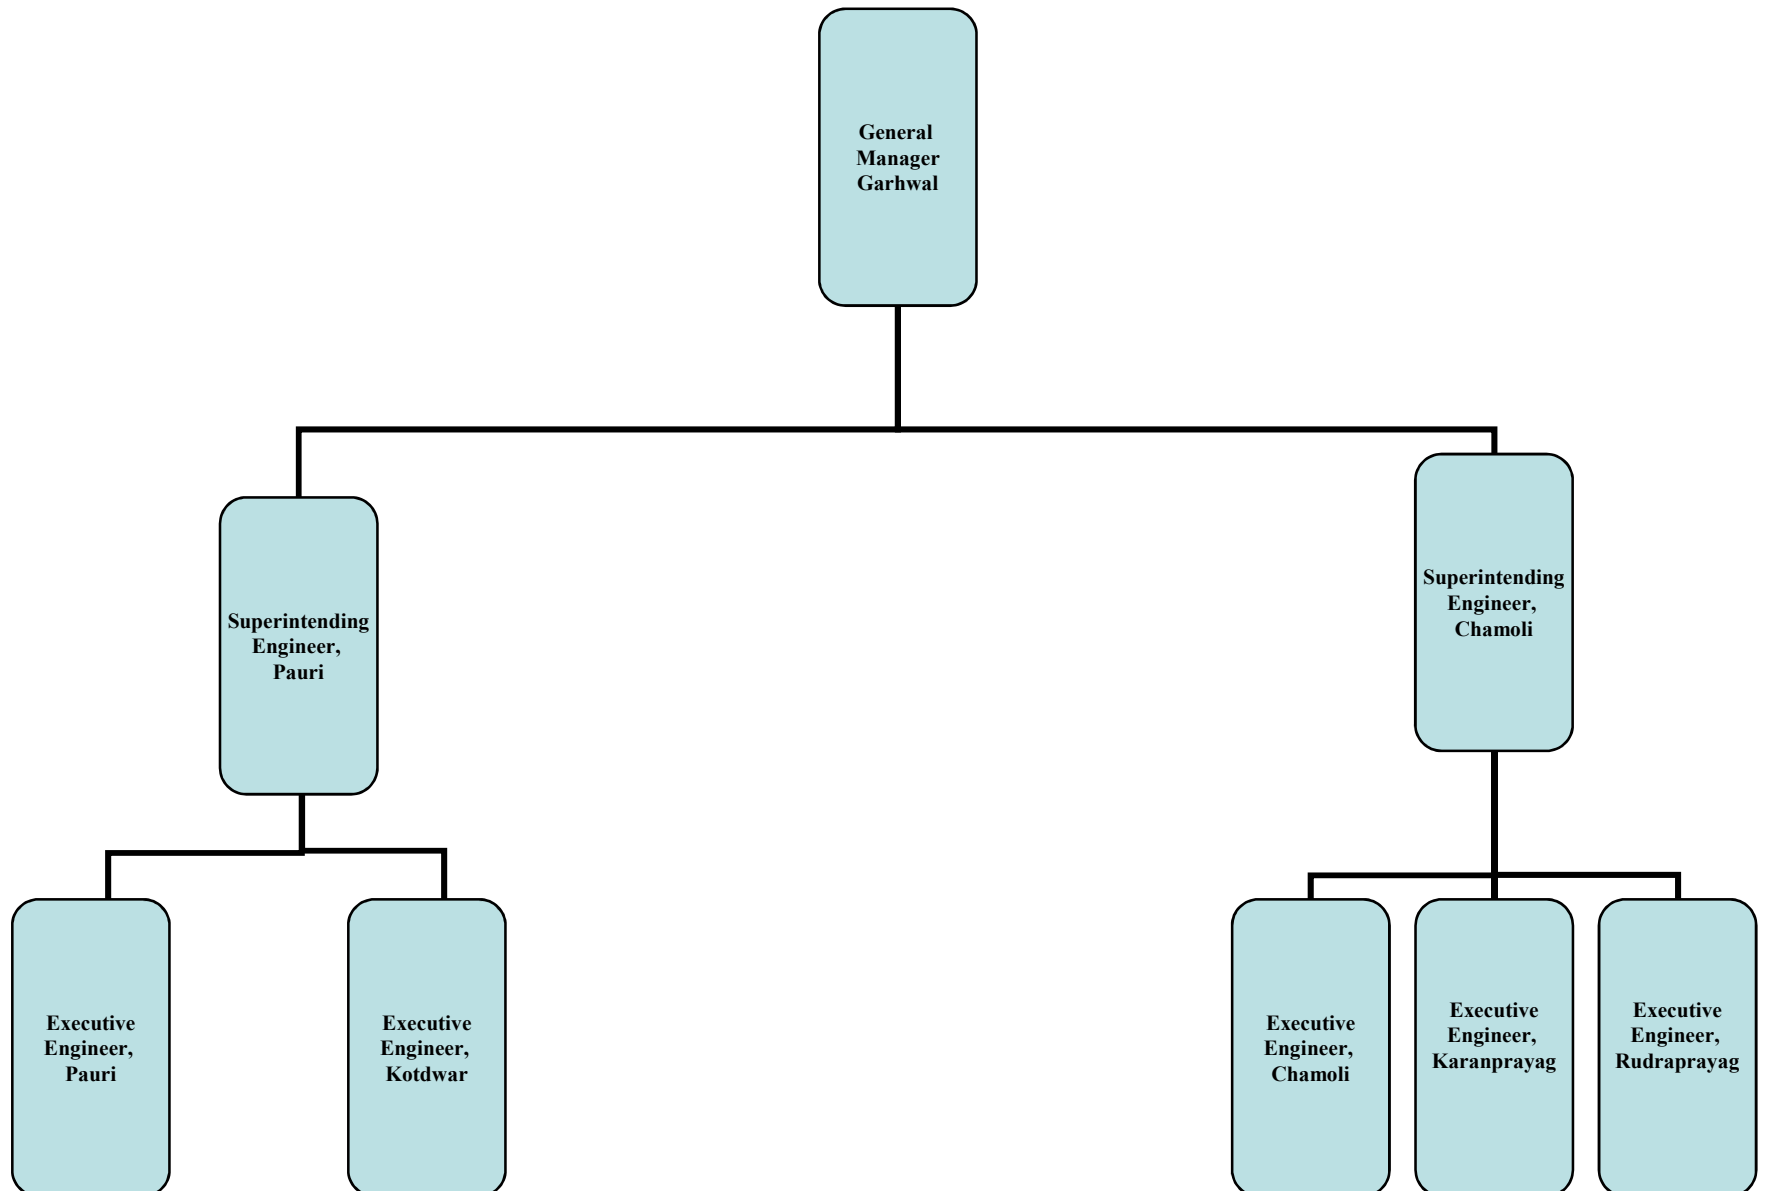 General
Manager
Garhwal
Superintending
Engineer,
Pauri
Superintending
Engineer,
Chamoli
Executive
Engineer,
Pauri
Executive
Engineer,
Kotdwar
Executive
Engineer,
Chamoli
Executive
Engineer,
Karanprayag
Executive
Engineer,
Rudraprayag